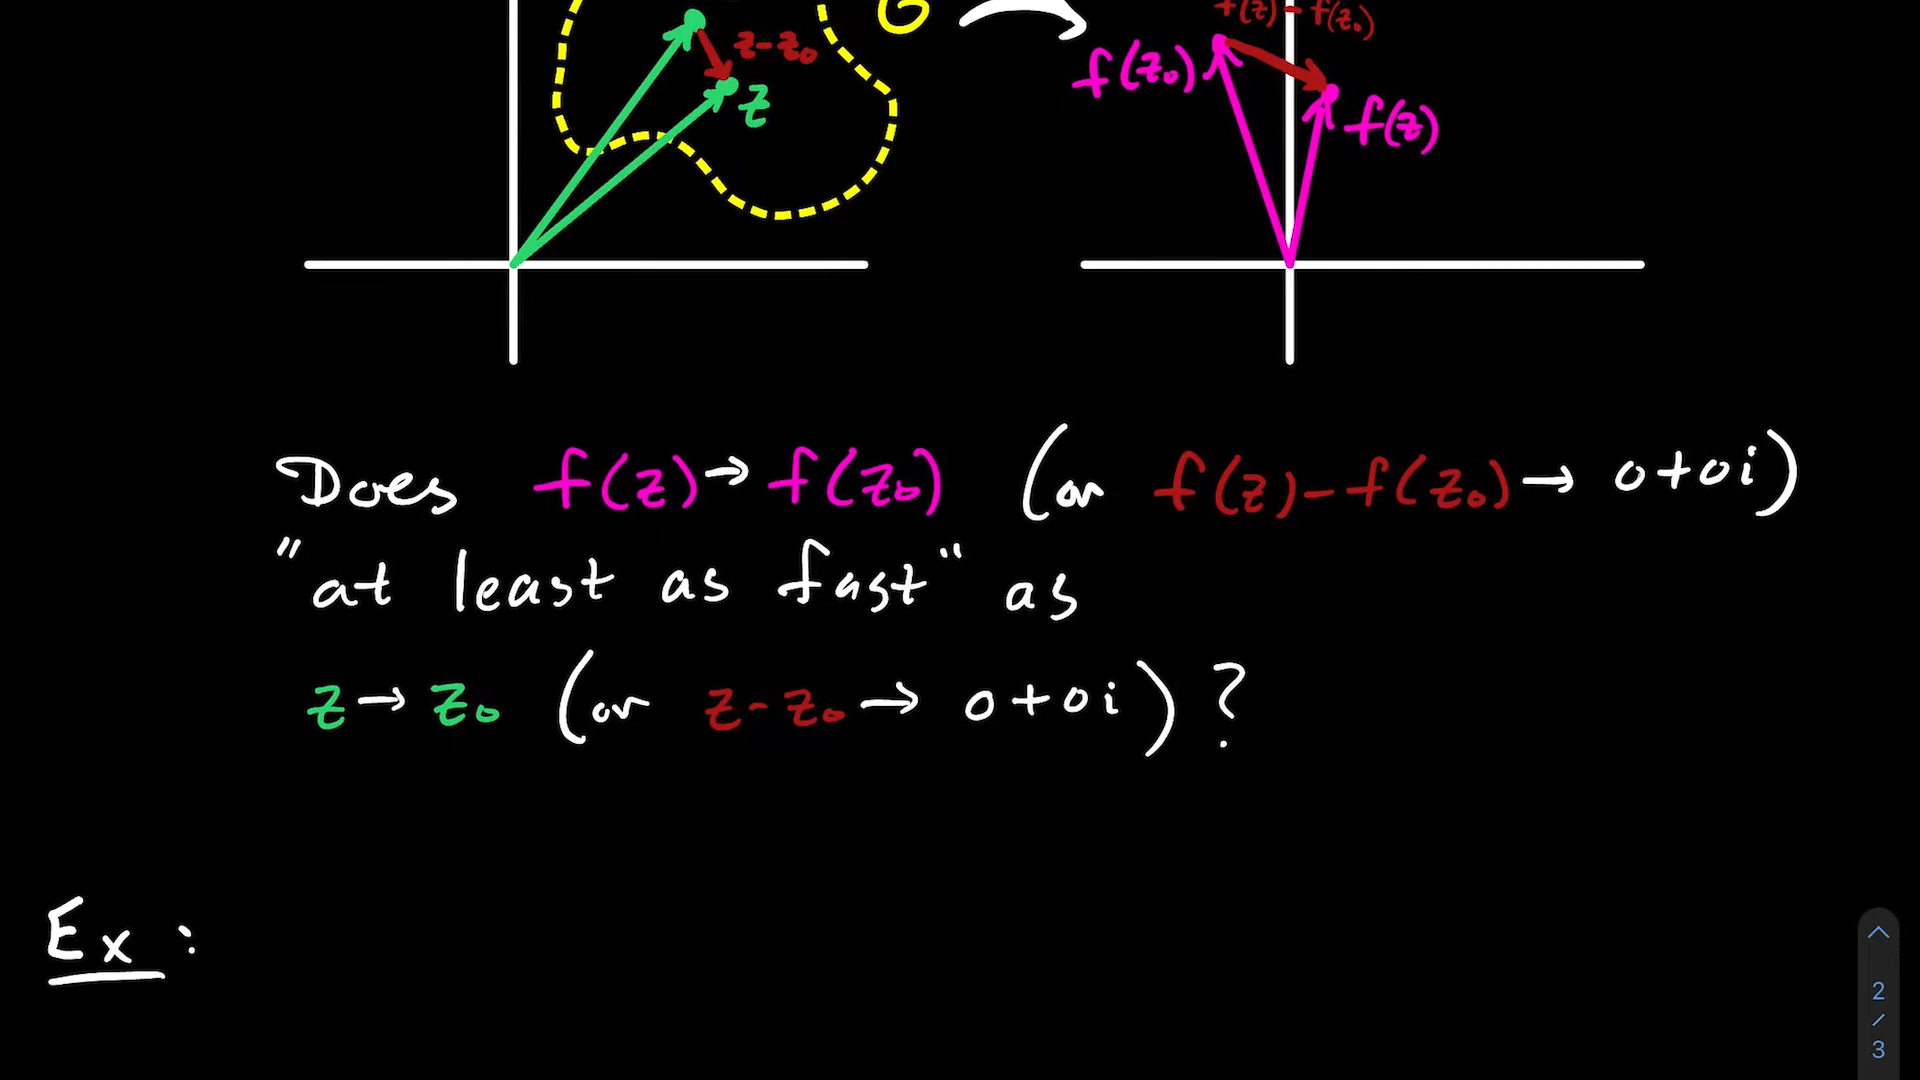 G
f(z) - f(z₀)
z - z₀
f(z₀)
z
f(z)
Does f(z) → f(z₀) (or f(z) - f(z₀) → 0+0i)
"at least as fast" as
z → z₀ (or z - z₀ → 0+0i) ?
Ex :
2
/
3